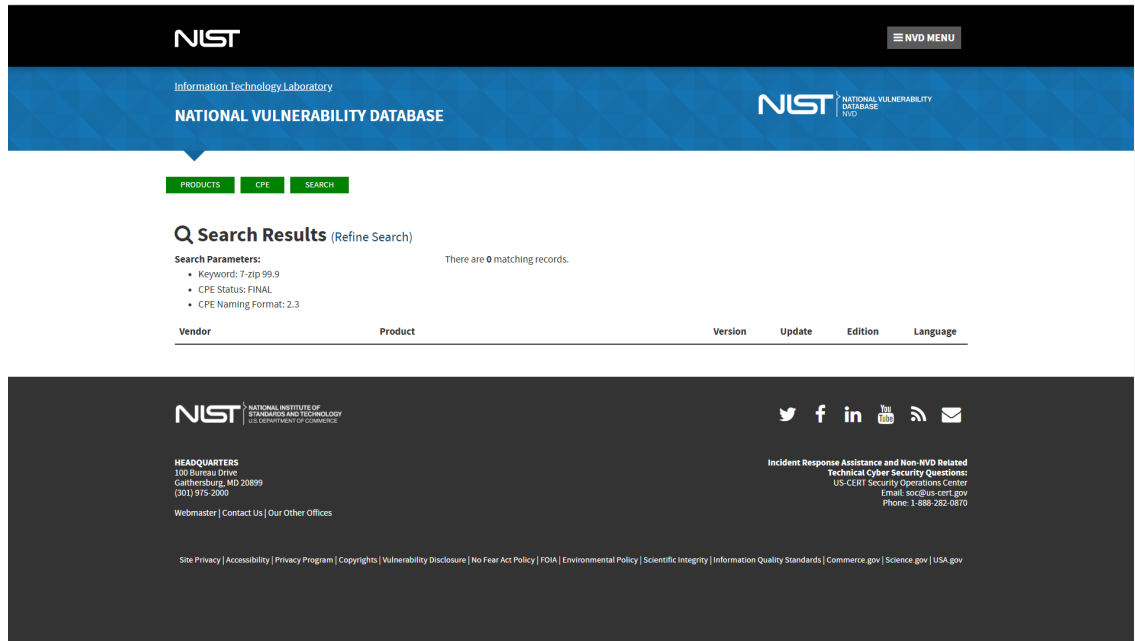 NIST
NVD MENU
Information Technology Laboratory
NATIONAL VULNERABILITY DATABASE
NIST
NATIONAL VULNERABILITY
DATABASE
NVD
PRODUCTS
CPE
SEARCH
Search Results (Refine Search)
Search Parameters:
There are 0 matching records.
Keyword: 7-zip 99.9
CPE Status: FINAL
CPE Naming Format: 2.3
Vendor Product Version Update Edition Language
NIST
NATIONAL INSTITUTE OF
STANDARDS AND TECHNOLOGY
U.S. DEPARTMENT OF COMMERCE
You
Tube
HEADQUARTERS
100 Bureau Drive
Gaithersburg, MD 20899
(301) 975-2000
Webmaster | Contact Us | Our Other Offices
Incident Response Assistance and Non-NVD Related
Technical Cyber Security Questions:
US-CERT Security Operations Center
Email: soc@us-cert.gov
Phone: 1-888-282-0870
Site Privacy | Accessibility | Privacy Program | Copyrights | Vulnerability Disclosure | No Fear Act Policy | FOIA | Environmental Policy | Scientific Integrity | Information Quality Standards | Commerce.gov | Science.gov | USA.gov